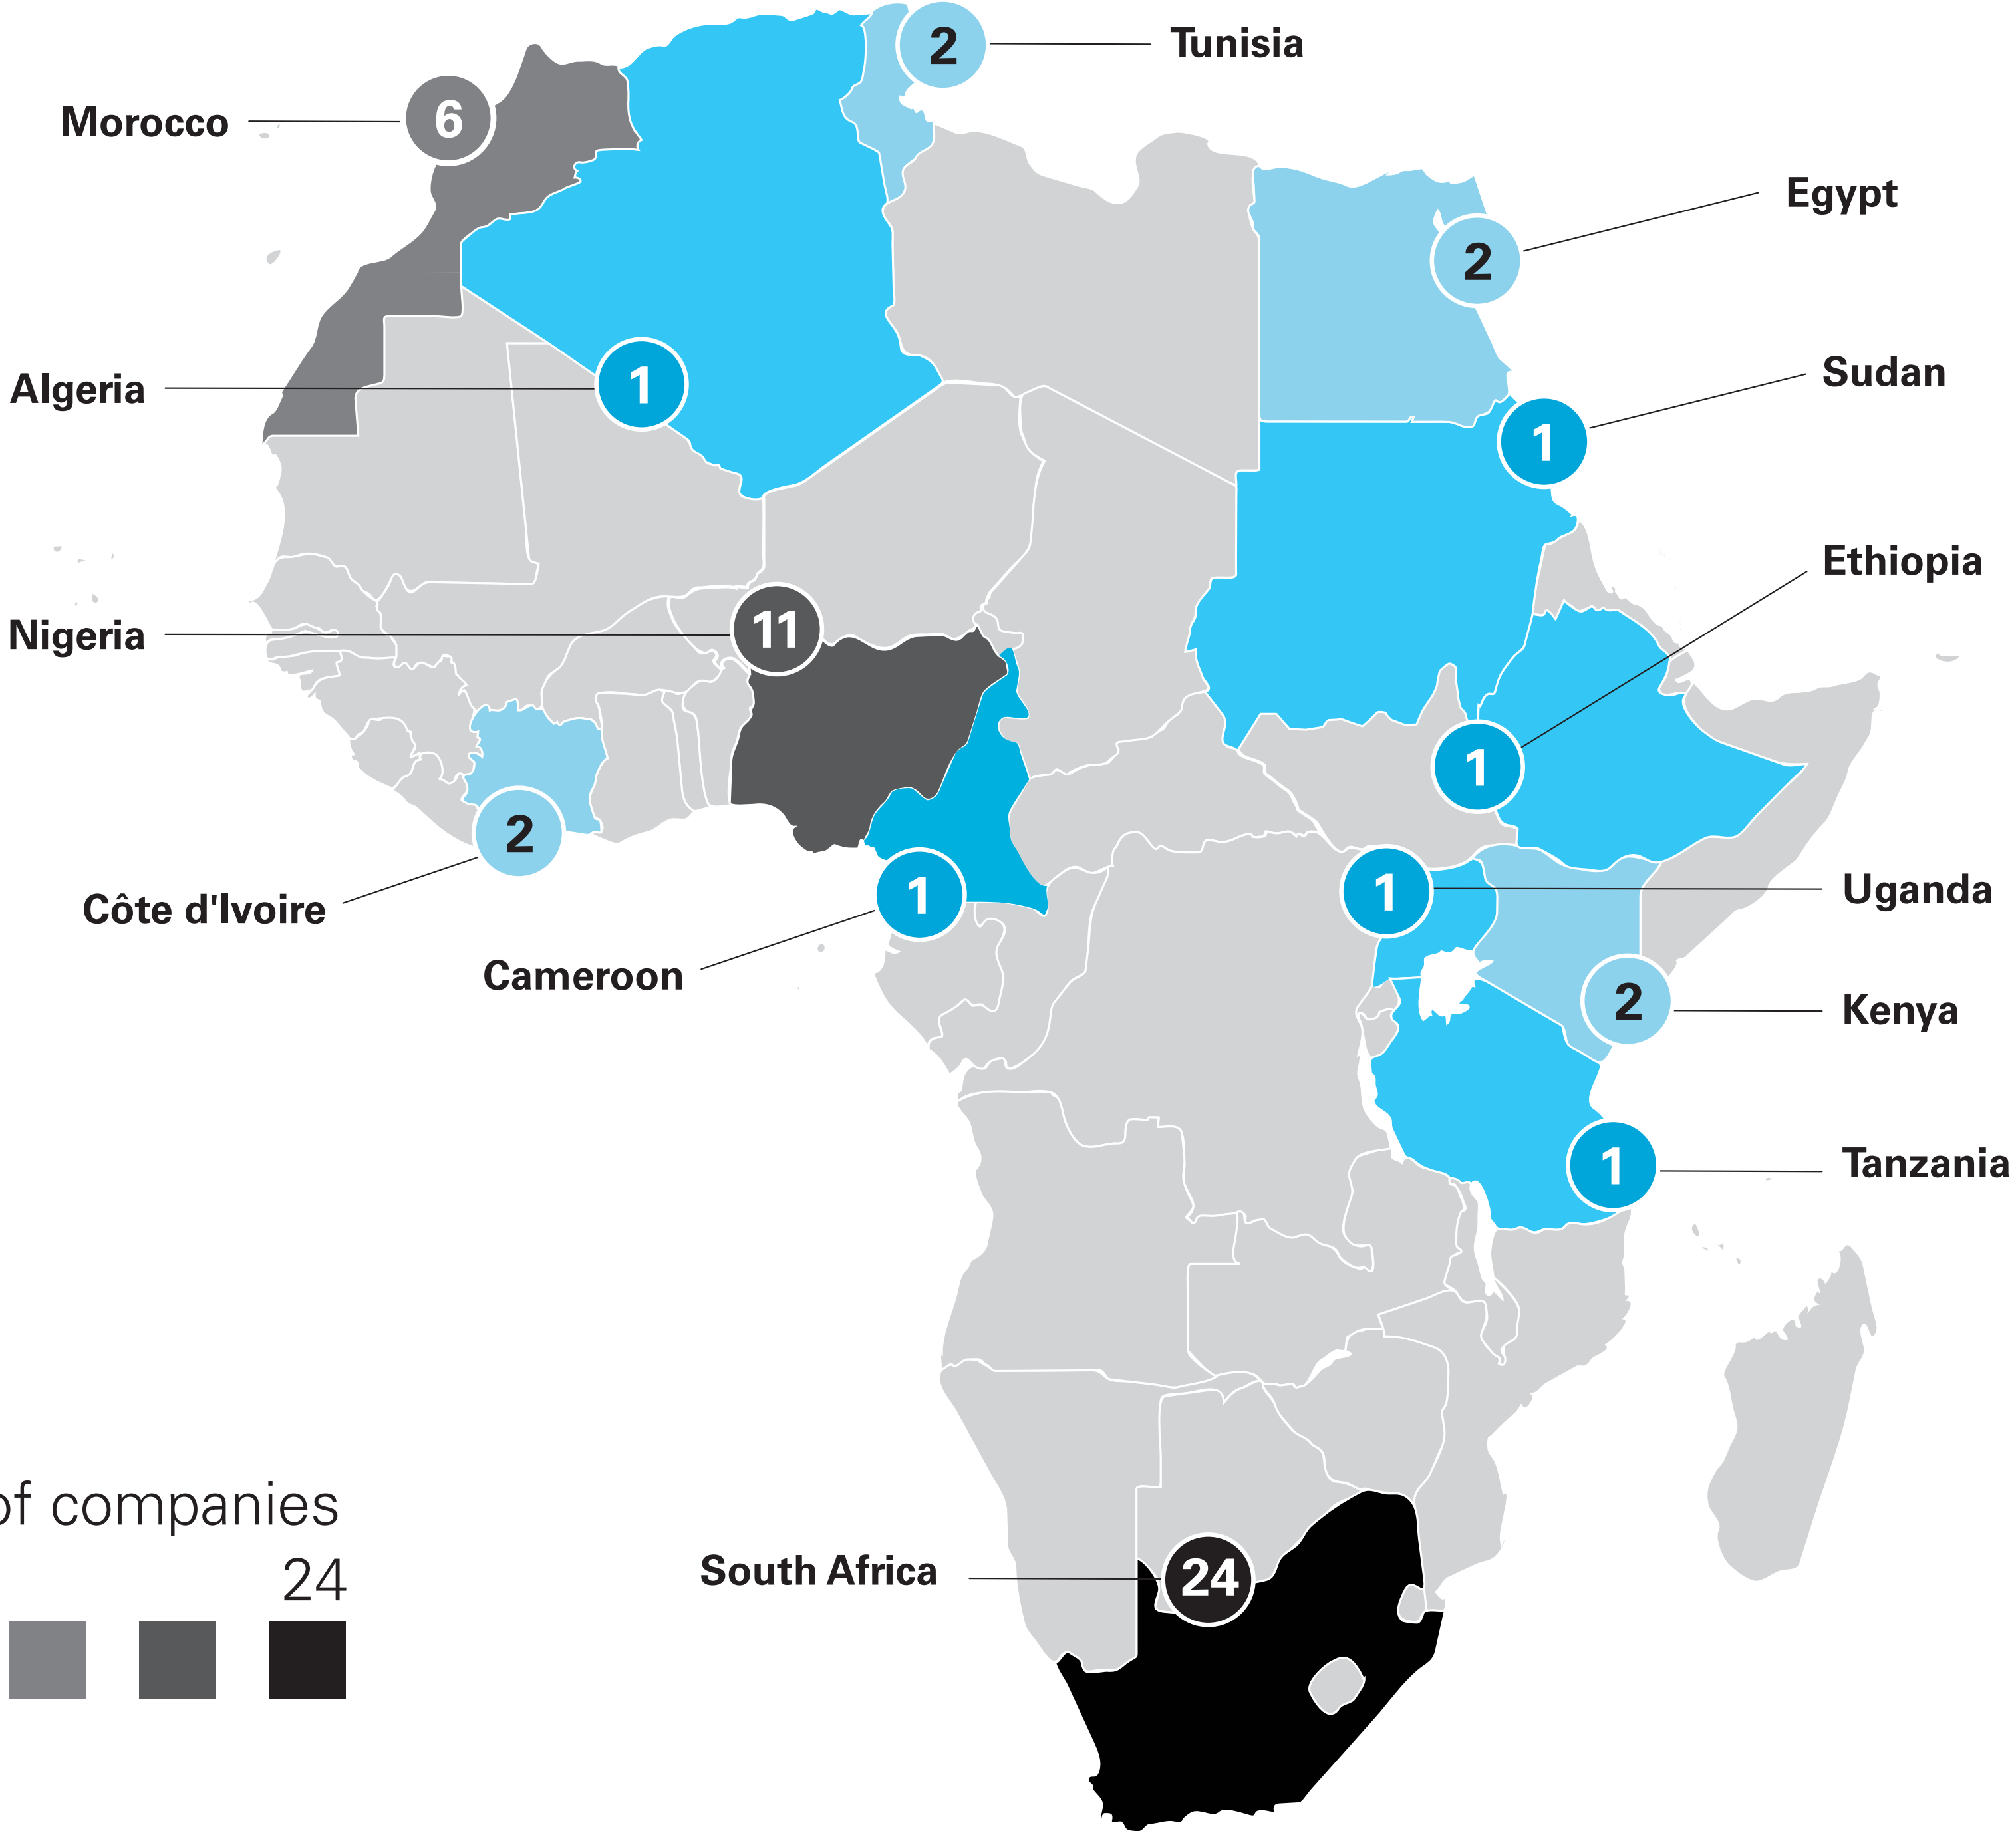 2
Tunisia
Morocco
6
Egypt
2
Algeria
1
Sudan
1
Ethiopia
Nigeria
11
1
2
Côte d'Ivoire
1
Uganda
1
Cameroon
2
Kenya
1
Tanzania
of companies
24
South Africa
24